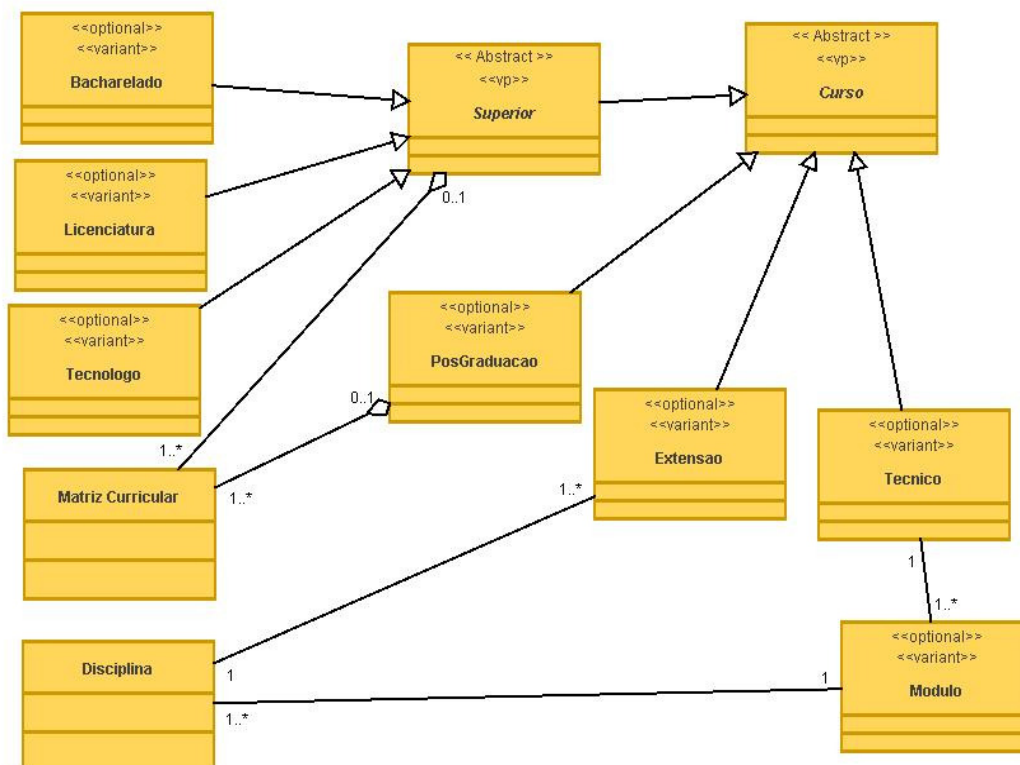 <<optional>>
<<variant>>
Bacharelado
<< Abstract >>
<<vp>>
Superior
<< Abstract >>
<<vp>>
Curso
<<optional>>
<<variant>>
Licenciatura
0..1
<<optional>>
<<variant>>
Tecnologo
<<optional>>
<<variant>>
PosGraduacao
0..1
<<optional>>
<<variant>>
Extensao
<<optional>>
<<variant>>
Tecnico
1..*
Matriz Curricular
1..*
1..*
1
1..*
Disciplina
1
1..*
1
<<optional>>
<<variant>>
Modulo